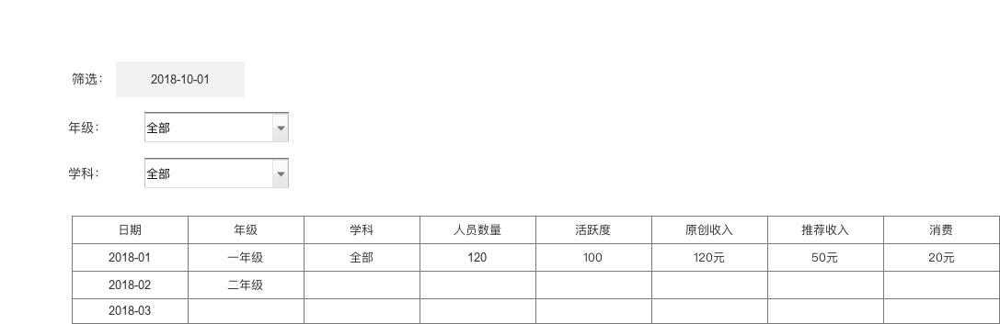 筛选： 2018-10-01
年级： 全部
学科： 全部
日期 年级 学科 人员数量 活跃度 原创收入 推荐收入 消费
2018-01 一年级 全部 120 100 120元 50元 20元
2018-02 二年级
2018-03